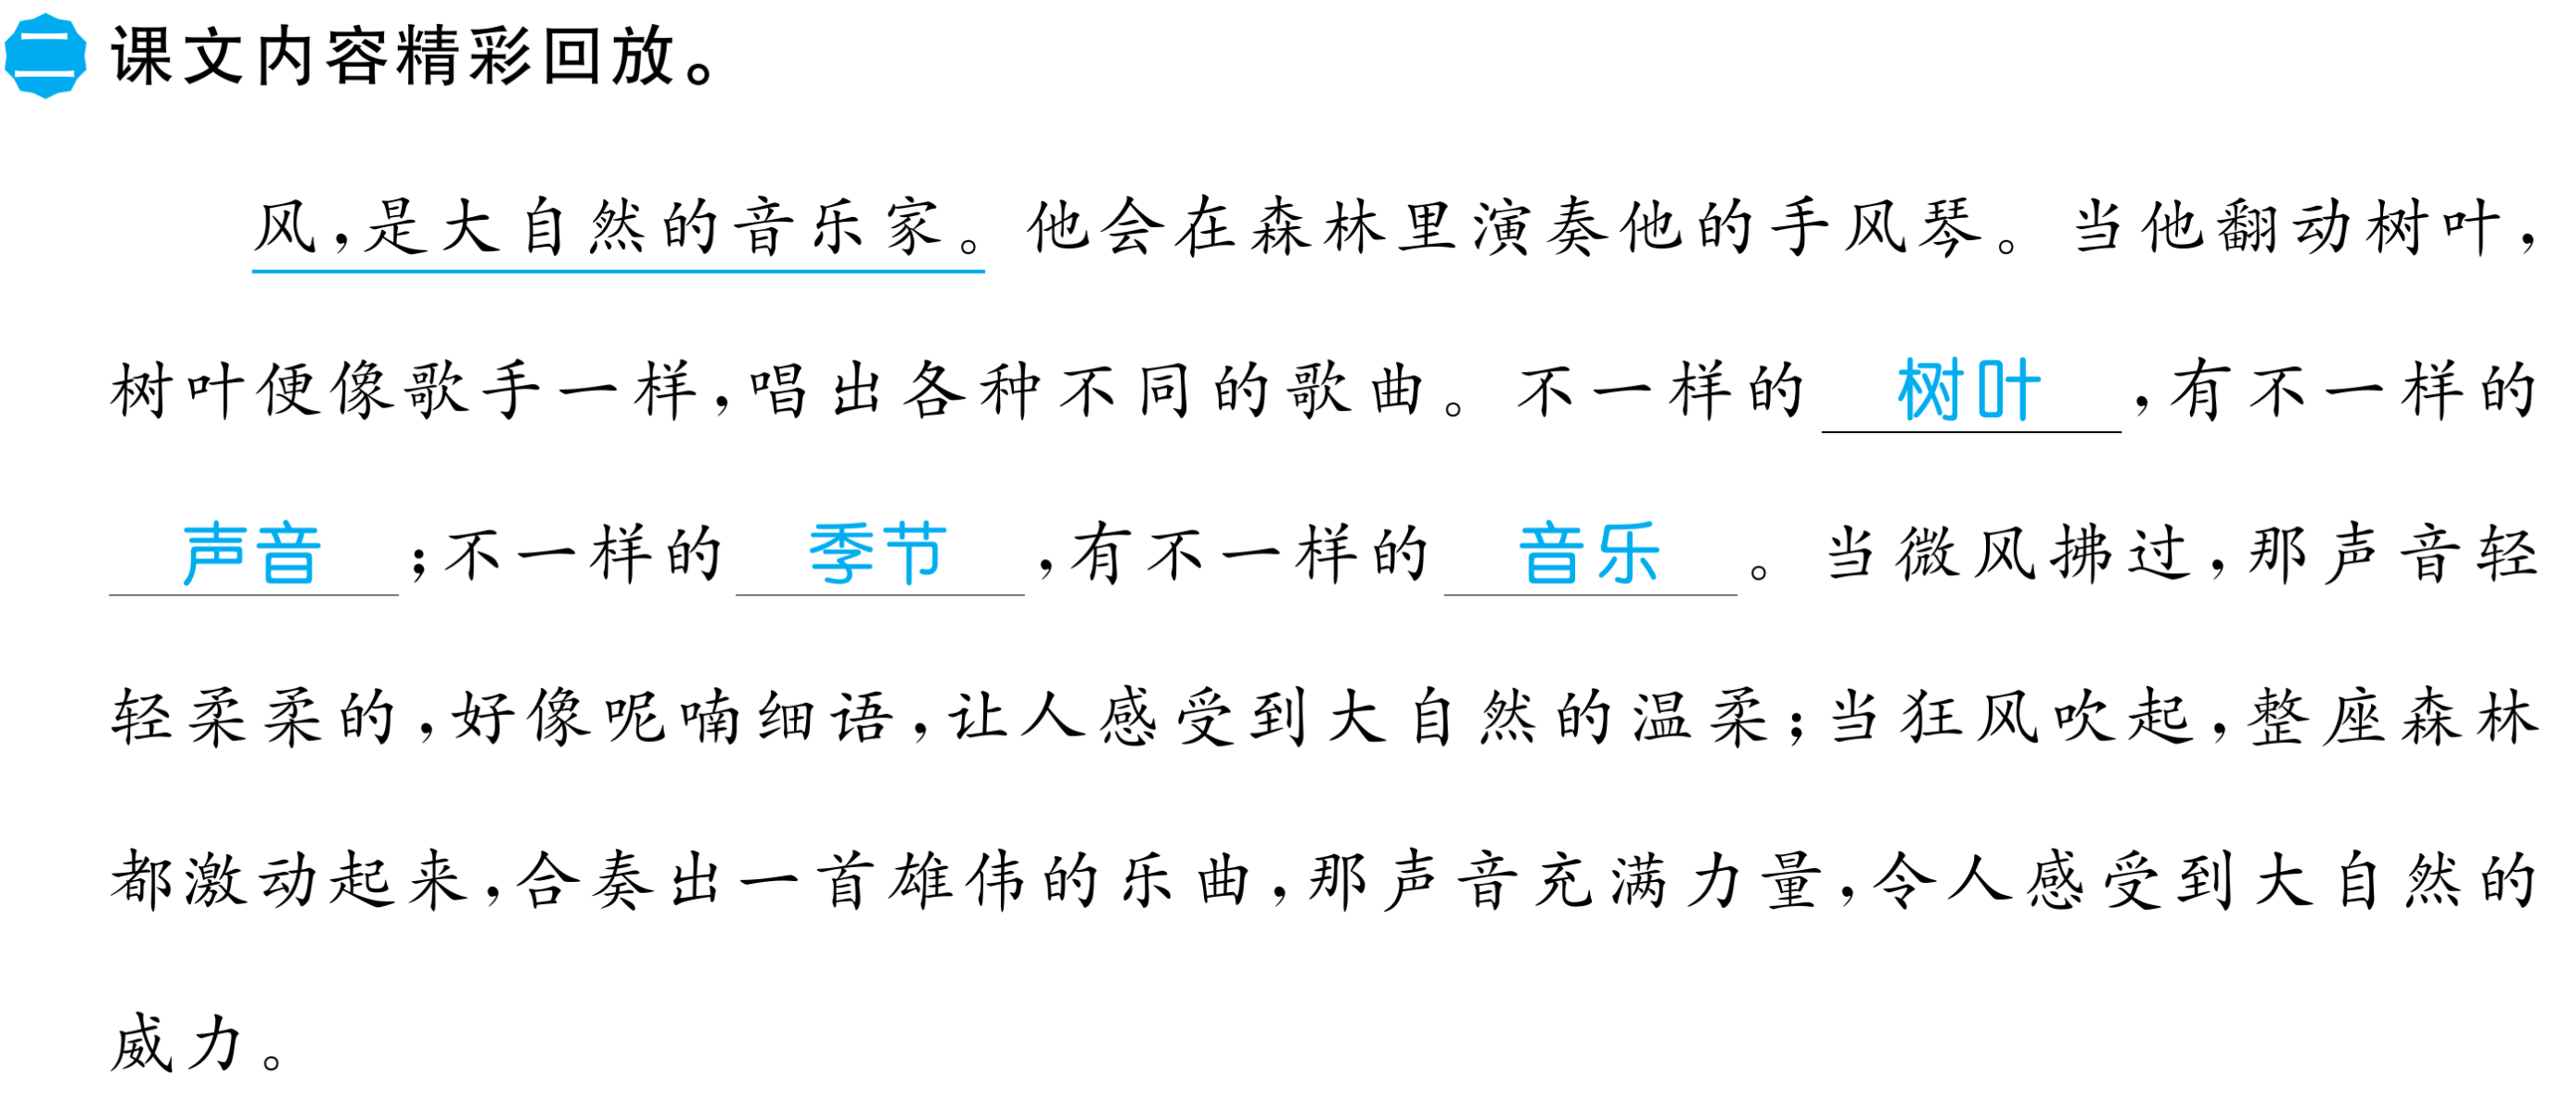 二 课文内容精彩回放。
风,是大自然的音乐家。他会在森林里演奏他的手风琴。当他翻动树叶,
树叶便像歌手一样,唱出各种不同的歌曲。不一样的 树叶 ,有不一样的
声音 ;不一样的 季节 ,有不一样的 音乐 。当微风拂过,那声音轻
轻柔柔的,好像呢喃细语,让人感受到大自然的温柔;当狂风吹起,整座森林
都激动起来,合奏出一首雄伟的乐曲,那声音充满力量,令人感受到大自然的
威力。